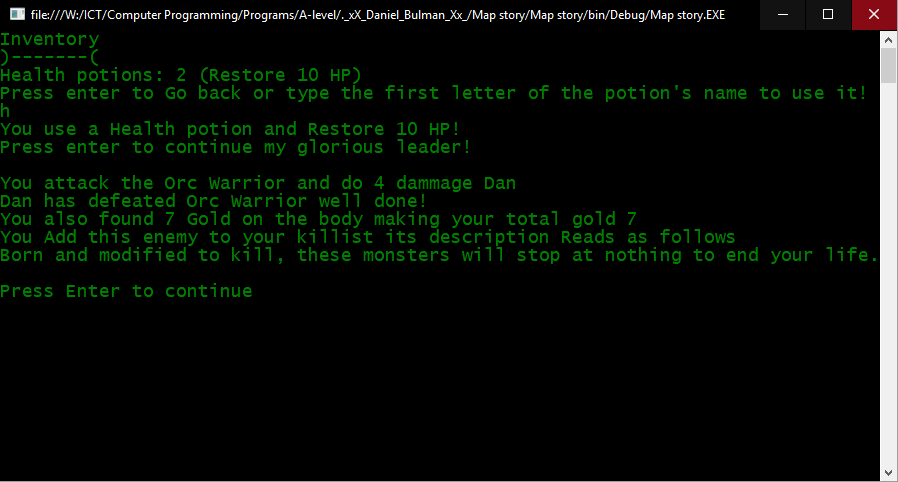 file:///W:/ICT/Computer Programming/Programs/A-level/._xX_Daniel_Bulman_Xx_/Map story/Map story/bin/Debug/Map story.EXE
Inventory
)-------(
Health potions: 2 (Restore 10 HP)
Press enter to Go back or type the first letter of the potion's name to use it!
h
You use a Health potion and Restore 10 HP!
Press enter to continue my glorious leader!
You attack the Orc Warrior and do 4 dammage Dan
Dan has defeated Orc Warrior well done!
You also found 7 Gold on the body making your total gold 7
You Add this enemy to your killist its description Reads as follows
Born and modified to kill, these monsters will stop at nothing to end your life.
Press Enter to continue